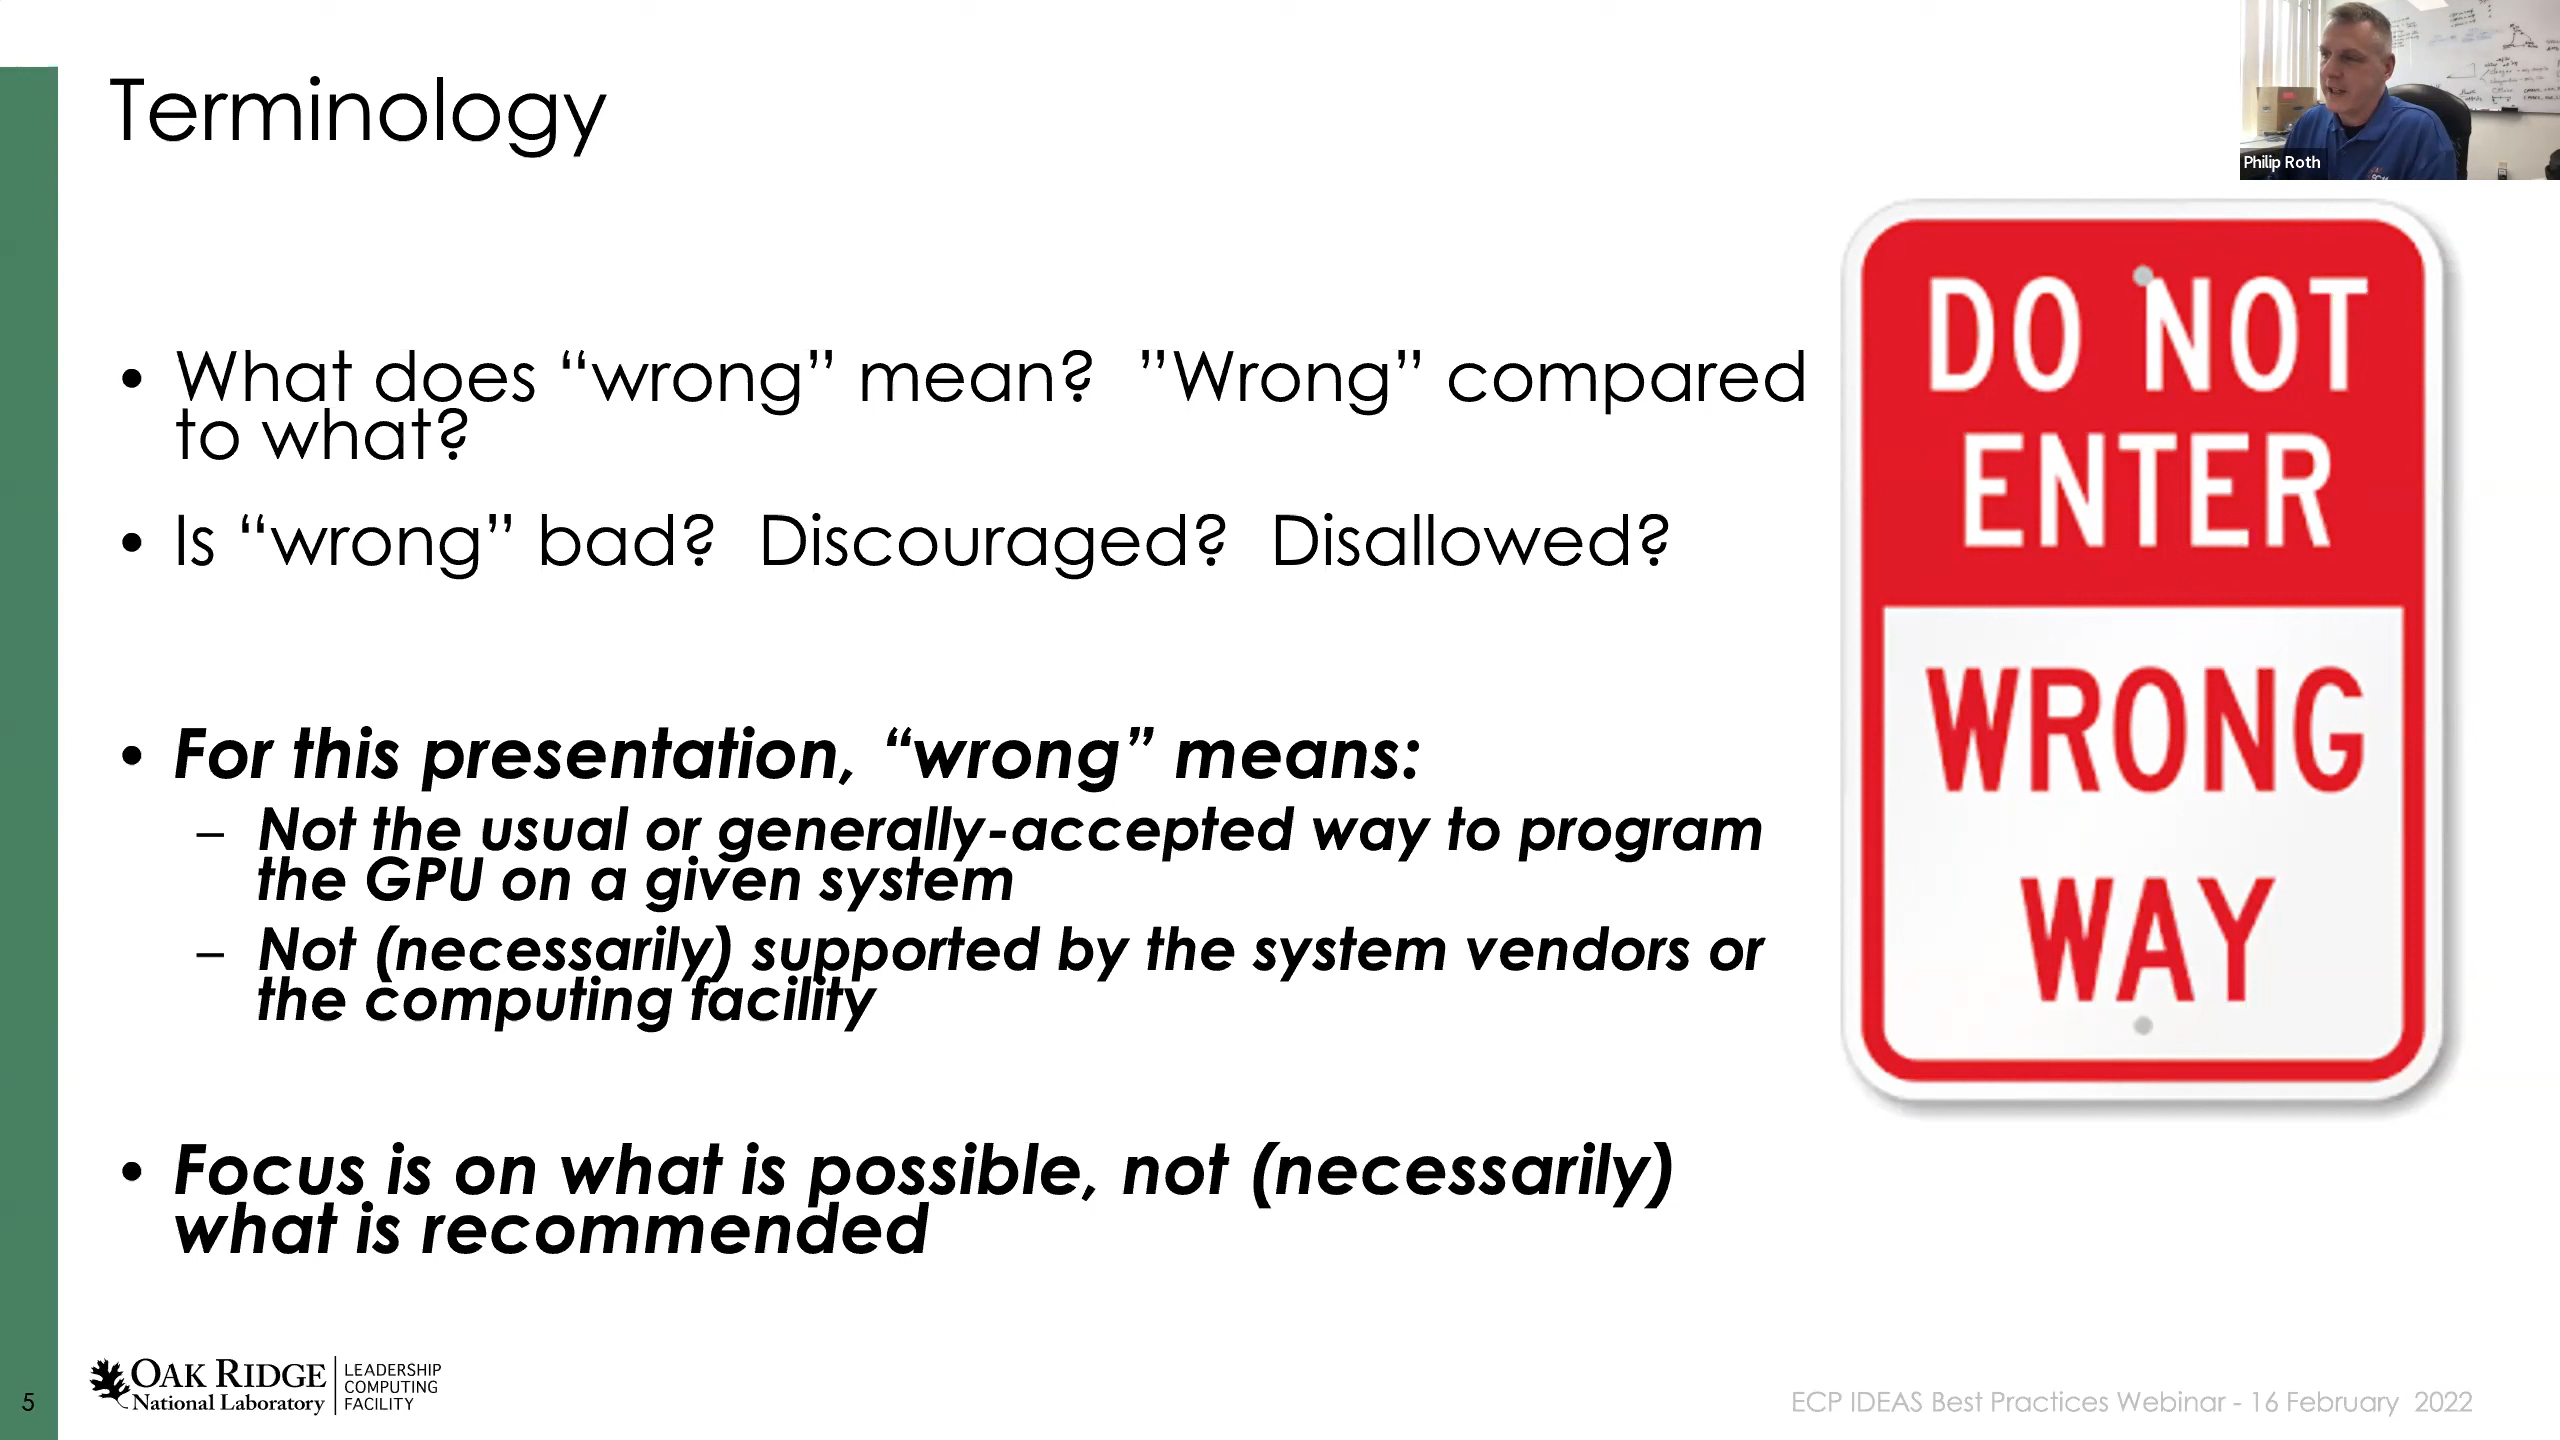 Terminology
Philip Roth
• What does “wrong” mean?  ”Wrong” compared
to what?
• Is “wrong” bad?  Discouraged?  Disallowed?
• For this presentation, “wrong” means:
– Not the usual or generally-accepted way to program
the GPU on a given system
– Not (necessarily) supported by the system vendors or
the computing facility
• Focus is on what is possible, not (necessarily)
what is recommended
DO NOT
ENTER
WRONG
WAY
5
OAK RIDGE
National Laboratory
LEADERSHIP
COMPUTING
FACILITY
ECP IDEAS Best Practices Webinar - 16 February  2022